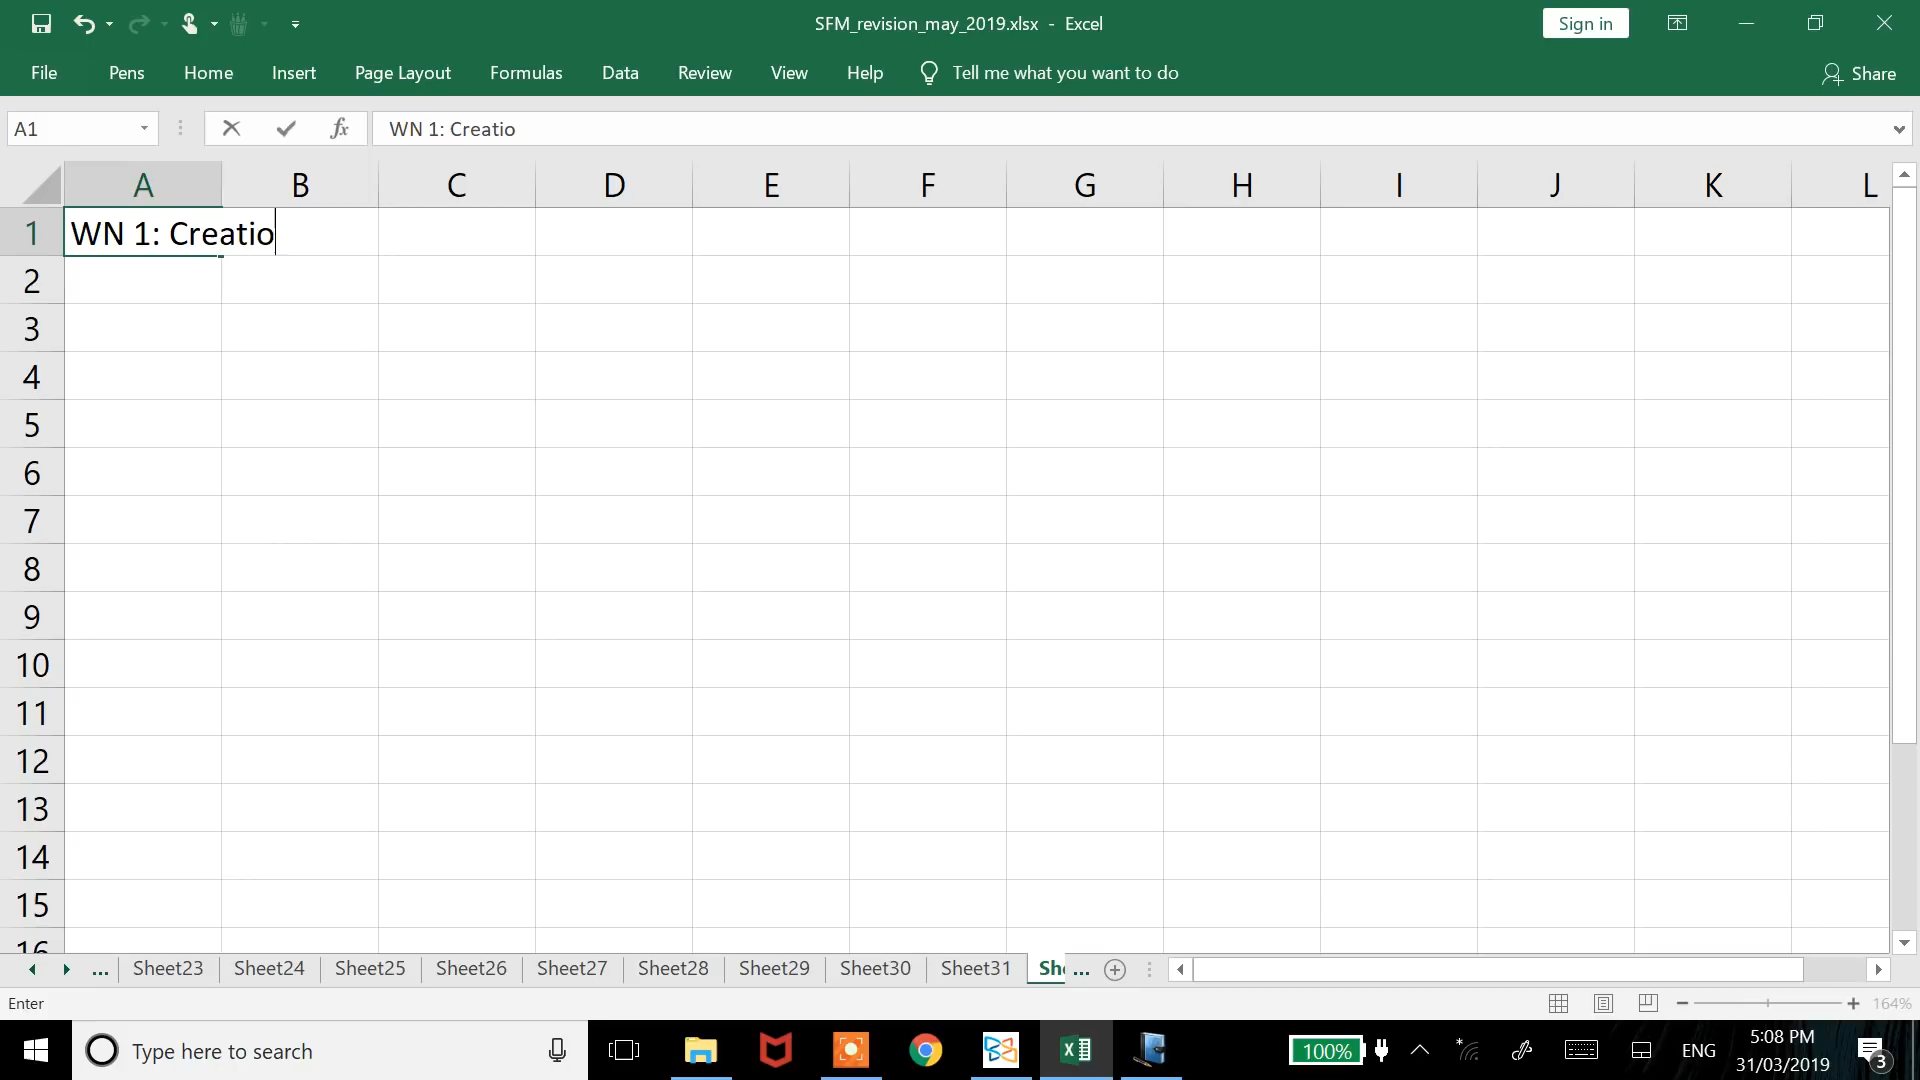 SFM_revision_may_2019.xlsx - Excel
Sign in
File Pens Home Insert Page Layout Formulas Data Review View Help Tell me what you want to do Share
A1 fx WN 1: Creatio
A B C D E F G H I J K L
1 WN 1: Creatio
2
3
4
5
6
7
8
9
10
11
12
13
14
15
16
... Sheet23 Sheet24 Sheet25 Sheet26 Sheet27 Sheet28 Sheet29 Sheet30 Sheet31 She ...
Enter 164%
Type here to search 100% ENG 5:08 PM
31/03/2019 3